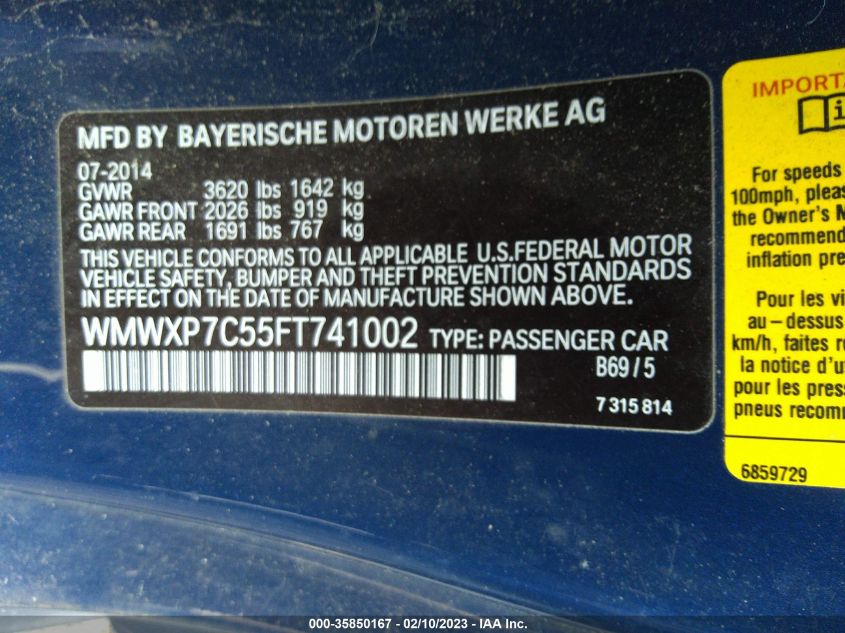 MFD BY BAYERISCHE MOTOREN WERKE AG
07-2014
GVWR 3620 lbs 1642 kg
GAWR FRONT 2026 lbs 919 kg
GAWR REAR 1691 lbs 767 kg
THIS VEHICLE CONFORMS TO ALL APPLICABLE U.S.FEDERAL MOTOR
VEHICLE SAFETY, BUMPER AND THEFT PREVENTION STANDARDS
IN EFFECT ON THE DATE OF MANUFACTURE SHOWN ABOVE.
WMWXP7C55FT741002 TYPE: PASSENGER CAR
B69/5
7 315 814
IMPORTA
i
For speeds
100mph, pleas
the Owner's M
recommend
inflation pre
Pour les vi
au – dessus
km/h, faites re
la notice d'ut
pour les press
pneus recomm
6859729
000-35850167 - 02/10/2023 - IAA Inc.